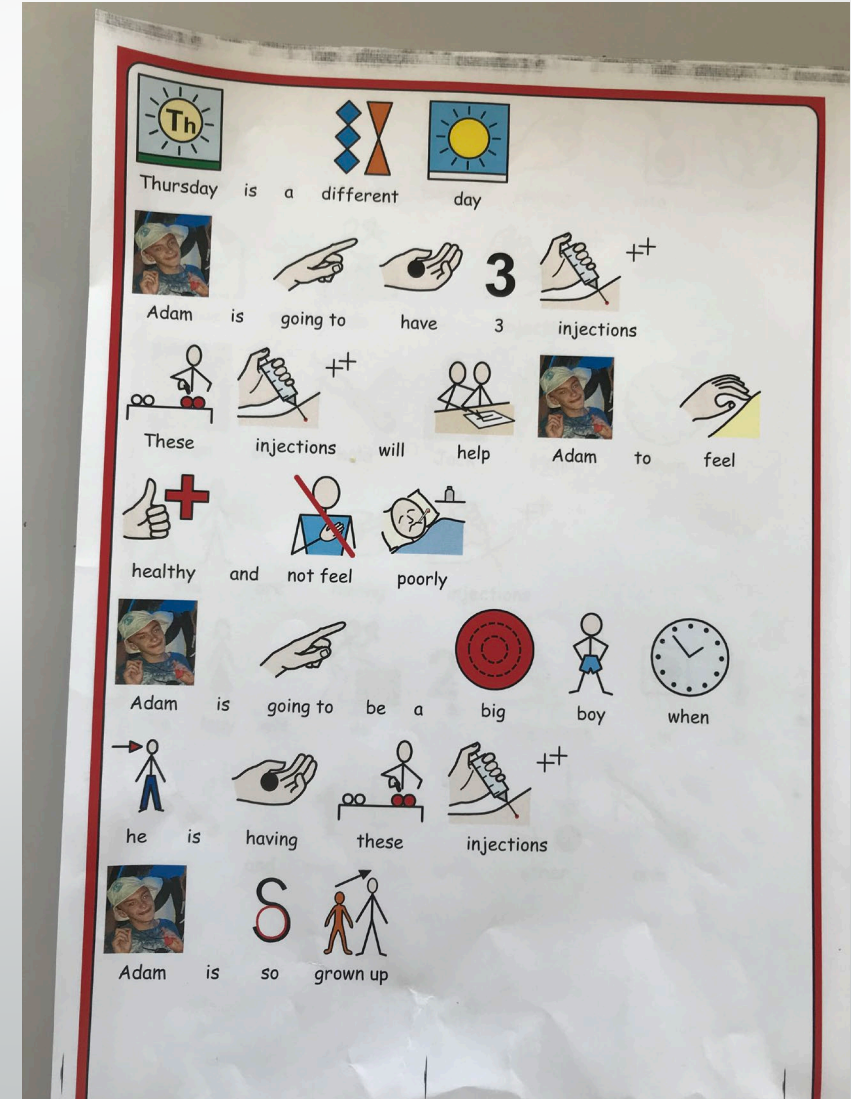 Th
Thursday is a different day
3
Adam is going to have 3 injections
These injections will help Adam to feel
healthy and not feel poorly
Adam is going to be a big boy when
he is having these injections
Adam is so grown up